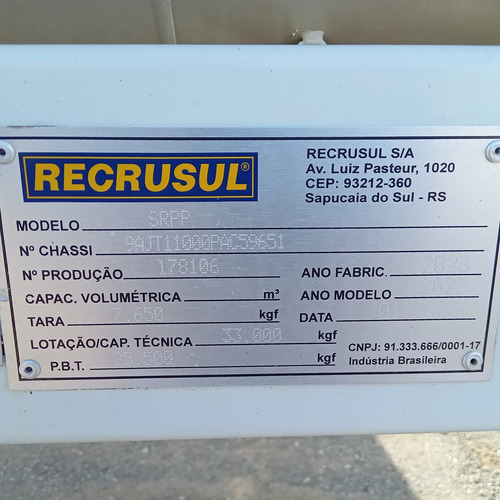 RECRUSUL
RECRUSUL S/A
Av. Luiz Pasteur, 1020
CEP: 93212-360
Sapucaia do Sul - RS
MODELO SRPP
Nº CHASSI 9AJT11000PAC59651
Nº PRODUÇÃO 178106
ANO FABRIC. 2023
CAPAC. VOLUMÉTRICA m³
ANO MODELO 2023
TARA 7.650 kgf
DATA
LOTAÇÃO/CAP. TÉCNICA 33.000 kgf
P.B.T. 25.500 kgf
CNPJ: 91.333.666/0001-17
Indústria Brasileira